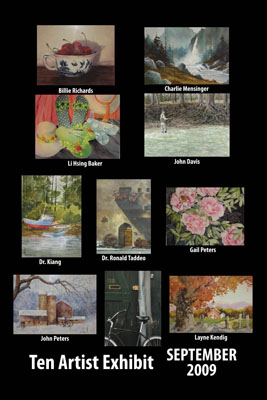 Billie Richards
Charlie Mensinger
Li Hsing Baker
John Davis
Dr. Kiang
Dr. Ronald Taddeo
Gail Peters
John Peters
Layne Kendig
Ten Artist Exhibit
SEPTEMBER
2009